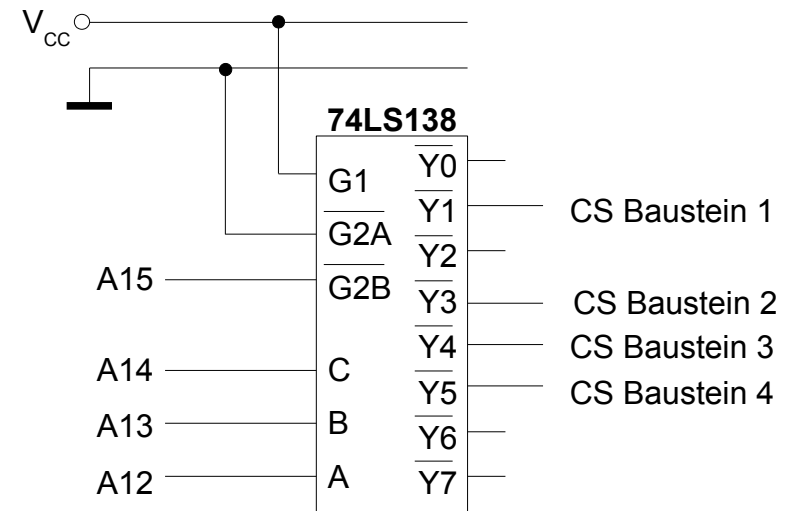 V_CC
74LS138
G1
G2A
G2B
C
B
A
Y0
Y1
Y2
Y3
Y4
Y5
Y6
Y7
A15
A14
A13
A12
CS Baustein 1
CS Baustein 2
CS Baustein 3
CS Baustein 4